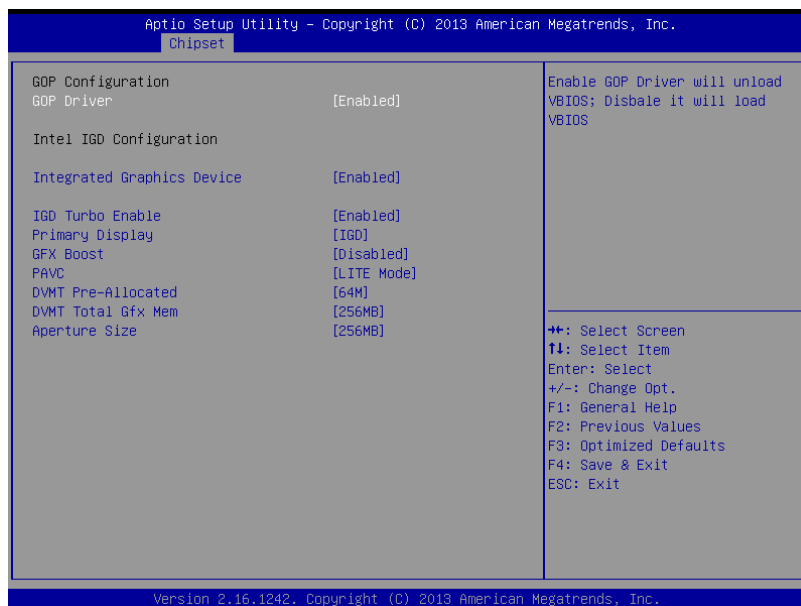 Aptio Setup Utility – Copyright (C) 2013 American Megatrends, Inc.
Chipset
GOP Configuration
GOP Driver [Enabled]
Intel IGD Configuration
Integrated Graphics Device [Enabled]
IGD Turbo Enable [Enabled]
Primary Display [IGD]
GFX Boost [Disabled]
PAVC [LITE Mode]
DVMT Pre-Allocated [64M]
DVMT Total Gfx Mem [256MB]
Aperture Size [256MB]
Enable GOP Driver will unload
VBIOS; Disbale it will load
VBIOS
→←: Select Screen
↑↓: Select Item
Enter: Select
+/-: Change Opt.
F1: General Help
F2: Previous Values
F3: Optimized Defaults
F4: Save & Exit
ESC: Exit
Version 2.16.1242. Copyright (C) 2013 American Megatrends, Inc.